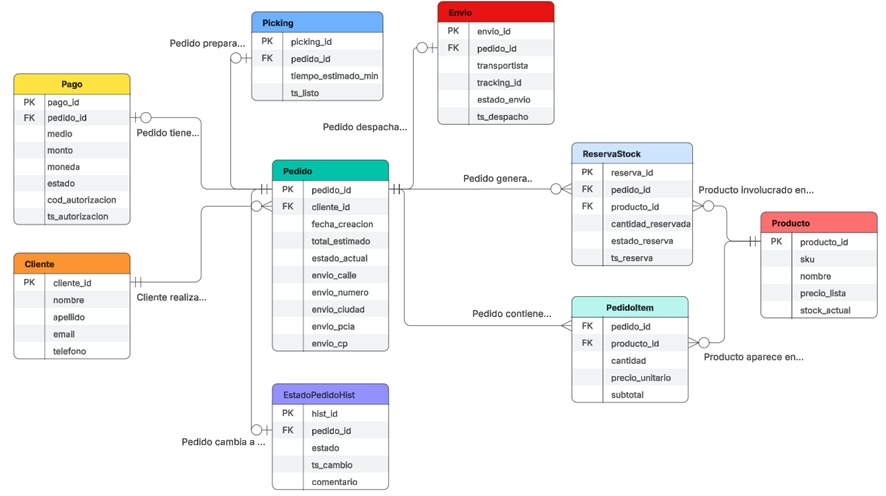 Picking
PK picking_id
FK pedido_id
tiempo_estimado_min
ts_listo
Pedido prepara...
Envio
PK envio_id
FK pedido_id
transportista
tracking_id
estado_envio
ts_despacho
Pedido despacha...
Pago
PK pago_id
FK pedido_id
medio
monto
moneda
estado
cod_autorizacion
ts_autorizacion
Pedido tiene...
Pedido
PK pedido_id
FK cliente_id
fecha_creacion
total_estimado
estado_actual
envio_calle
envio_numero
envio_ciudad
envio_pcia
envio_cp
Pedido genera..
ReservaStock
PK reserva_id
FK pedido_id
FK producto_id
cantidad_reservada
estado_reserva
ts_reserva
Producto involucrado en...
Producto
PK producto_id
sku
nombre
precio_lista
stock_actual
Cliente
PK cliente_id
nombre
apellido
email
telefono
Cliente realiza...
Pedido contiene...
PedidoItem
FK pedido_id
FK producto_id
cantidad
precio_unitario
subtotal
Producto aparece en...
EstadoPedidoHist
PK hist_id
FK pedido_id
estado
ts_cambio
comentario
Pedido cambia a ...